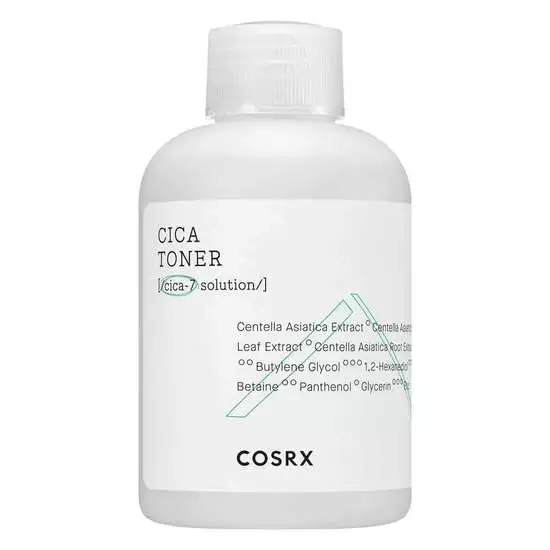 CICA
TONER
[/cica-7 solution/]
Centella Asiatica Extract ° Centella
Leaf Extract ° Centella Asiatica Root
°° Butylene Glycol °°° 1,2-Hexanediol
Betaine °° Panthenol ° Glycerin °°°
COSRX